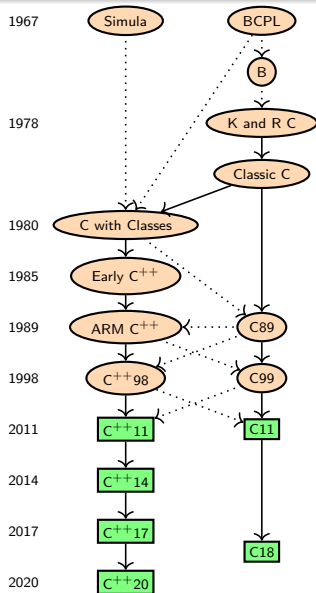 1967 Simula BCPL
B
1978 K and R C
Classic C
1980 C with Classes
1985 Early C++
1989 ARM C++ C89
1998 C++98 C99
2011 C++11 C11
2014 C++14
2017 C++17
C18
2020 C++20